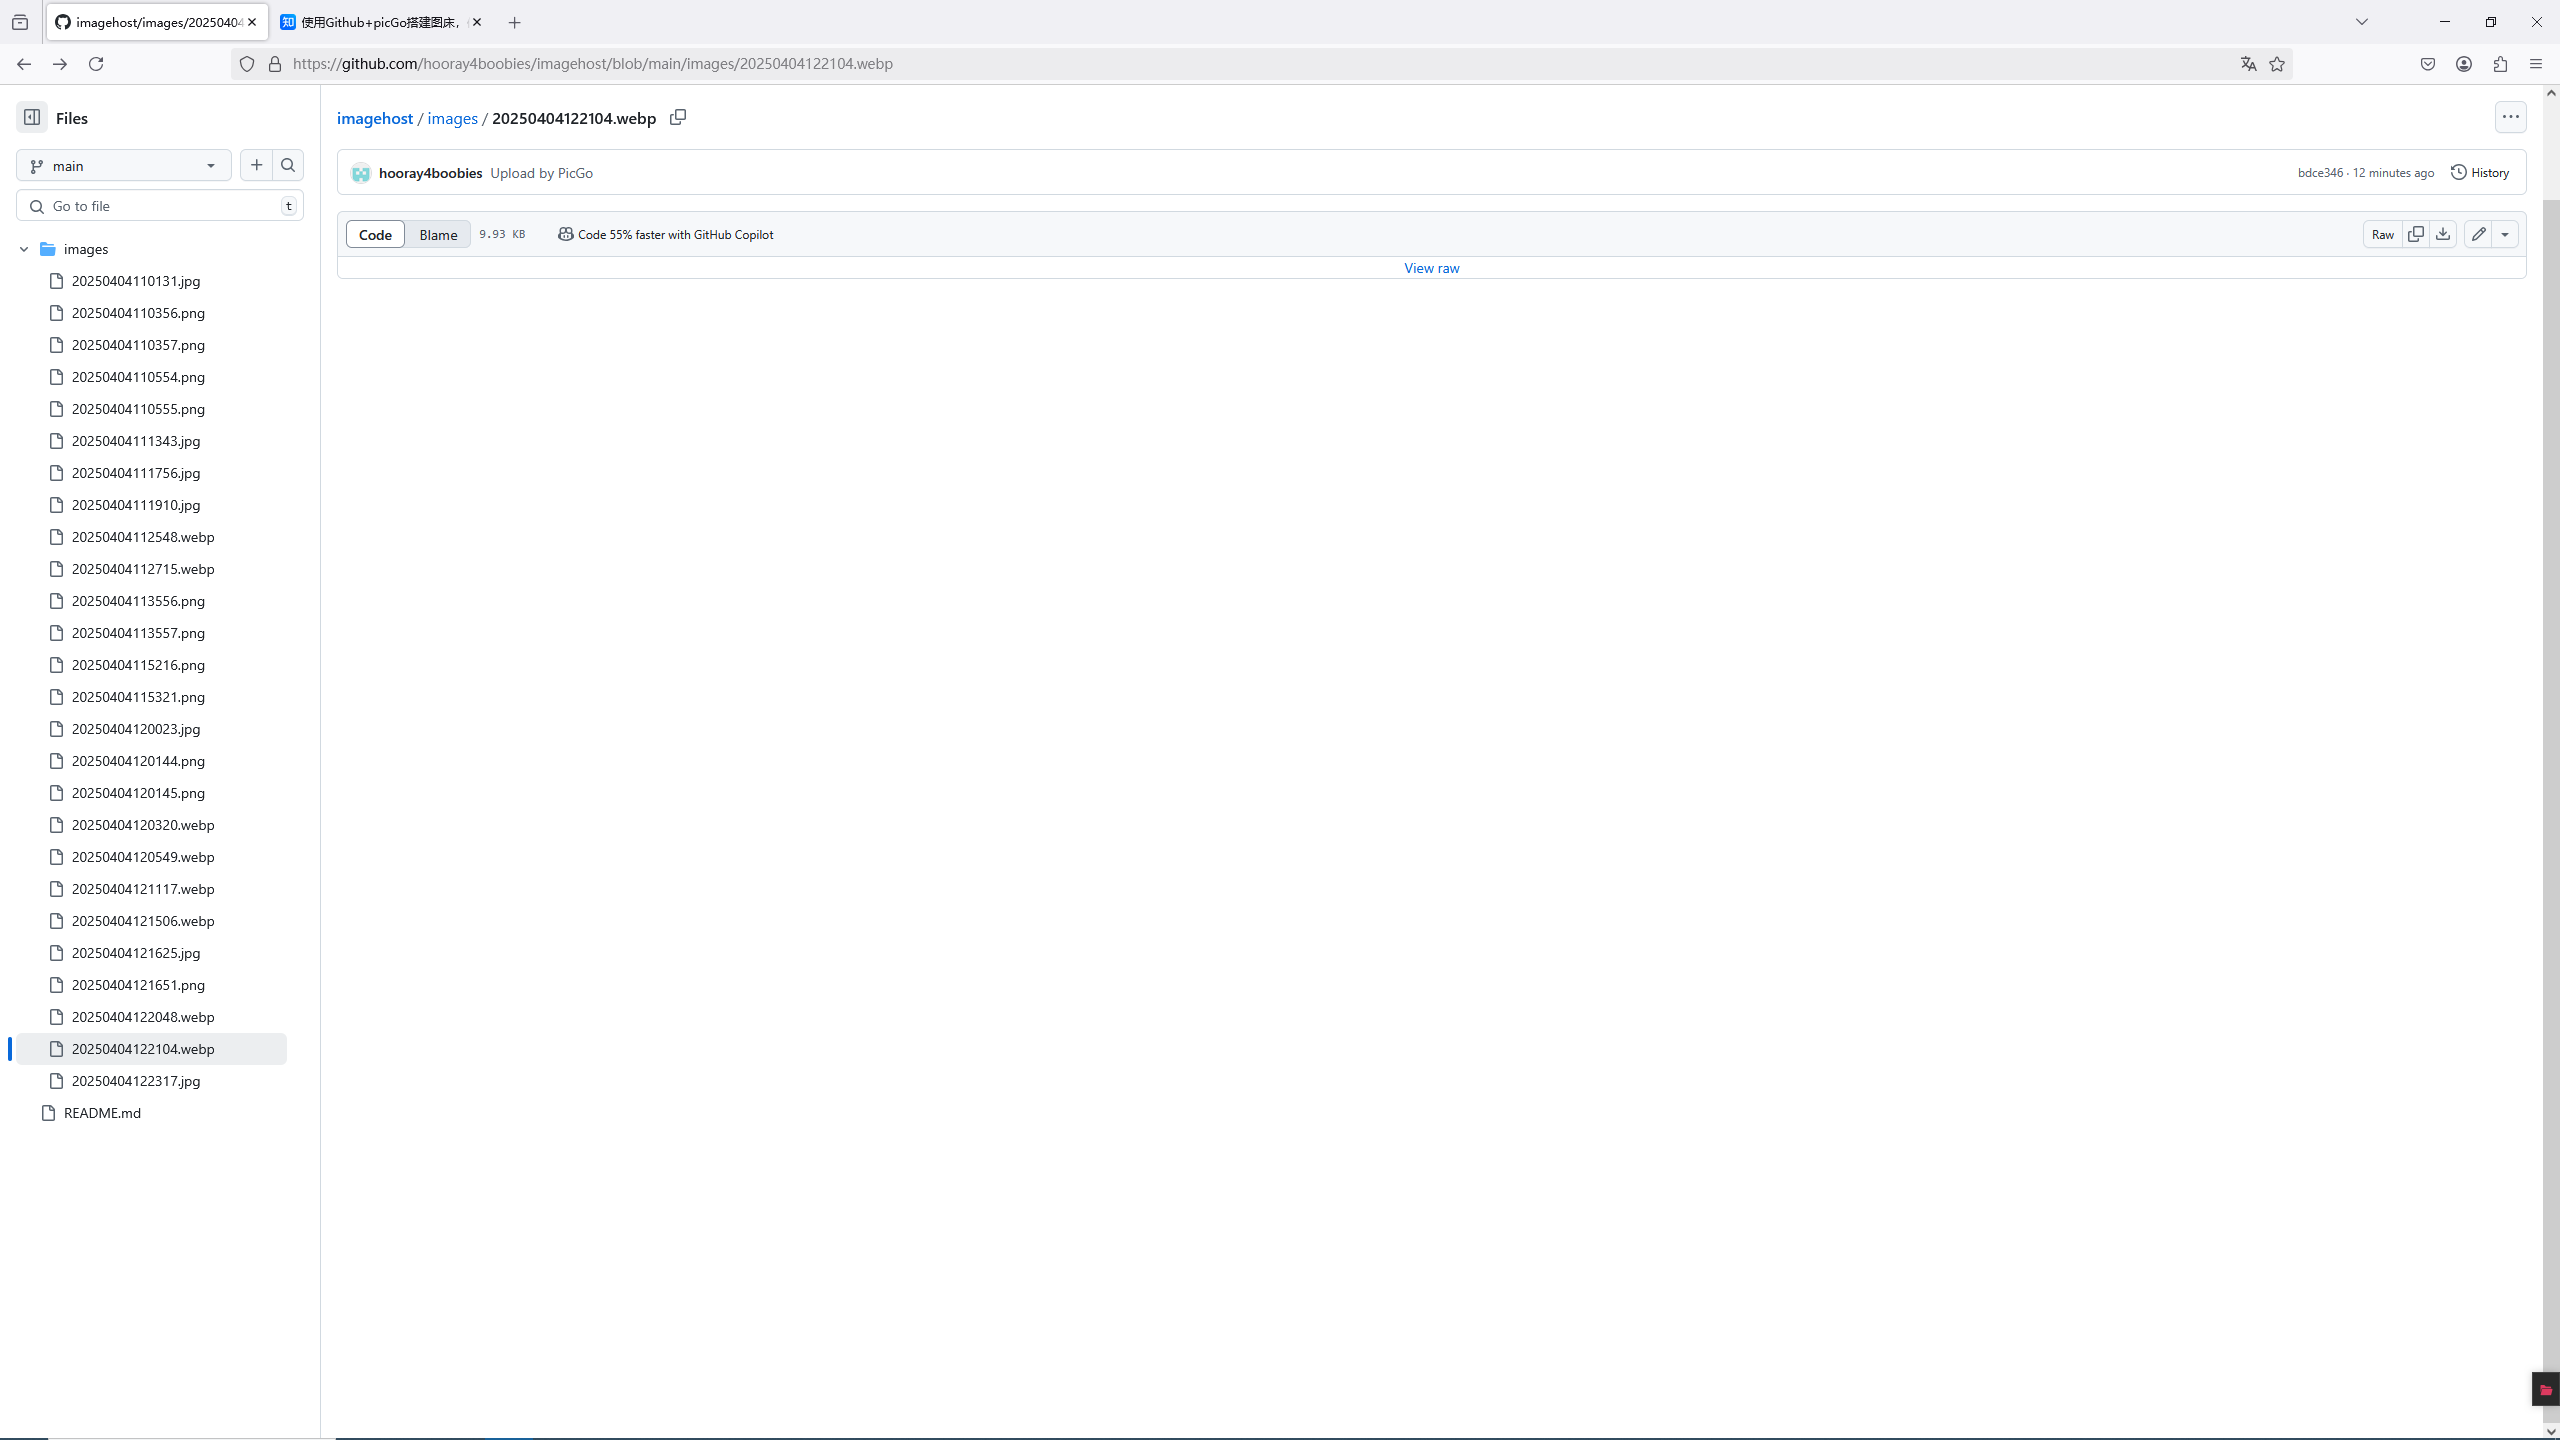 imagehost/images/20250404
使用Github+picGo搭建图床，
https://github.com/hooray4boobies/imagehost/blob/main/images/20250404122104.webp
Files
main
Go to file
t
images
20250404110131.jpg
20250404110356.png
20250404110357.png
20250404110554.png
20250404110555.png
20250404111343.jpg
20250404111756.jpg
20250404111910.jpg
20250404112548.webp
20250404112715.webp
20250404113556.png
20250404113557.png
20250404115216.png
20250404115321.png
20250404120023.jpg
20250404120144.png
20250404120145.png
20250404120320.webp
20250404120549.webp
20250404121117.webp
20250404121506.webp
20250404121625.jpg
20250404121651.png
20250404122048.webp
20250404122104.webp
20250404122317.jpg
README.md
imagehost / images / 20250404122104.webp
hooray4boobies Upload by PicGo
bdce346 · 12 minutes ago History
Code Blame 9.93 KB Code 55% faster with GitHub Copilot Raw
View raw